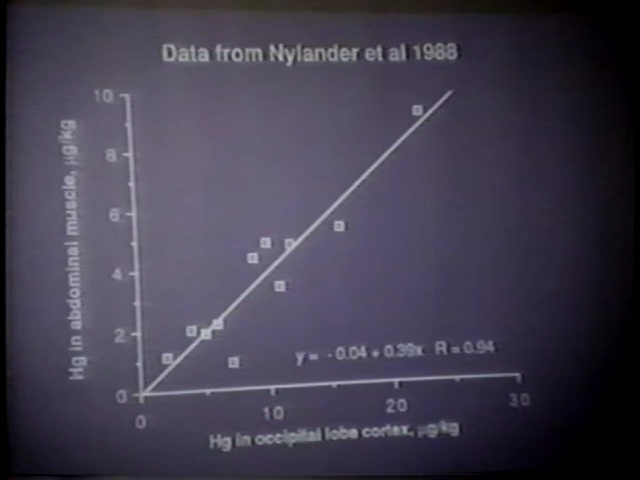 Data from Nylander et al 1988
10
8
6
4
2
0
Hg in abdominal muscle, µg/kg
y = - 0.04 + 0.39x R = 0.94
0
10
20
30
Hg in occipital lobe cortex, µg/kg